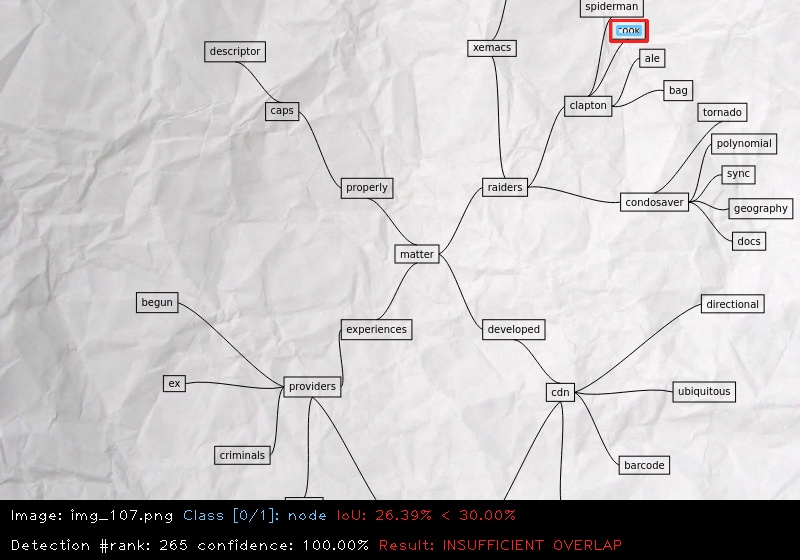 spiderman
rook
xemacs
descriptor
ale
bag
clapton
caps
tornado
polynomial
sync
properly
raiders
condosaver
geography
docs
matter
begun
directional
experiences
developed
ex
providers
cdn
ubiquitous
criminals
barcode
Image: img_107.png Class [0/1]: node IoU: 26.39% < 30.00%
Detection #rank: 265 confidence: 100.00% Result: INSUFFICIENT OVERLAP